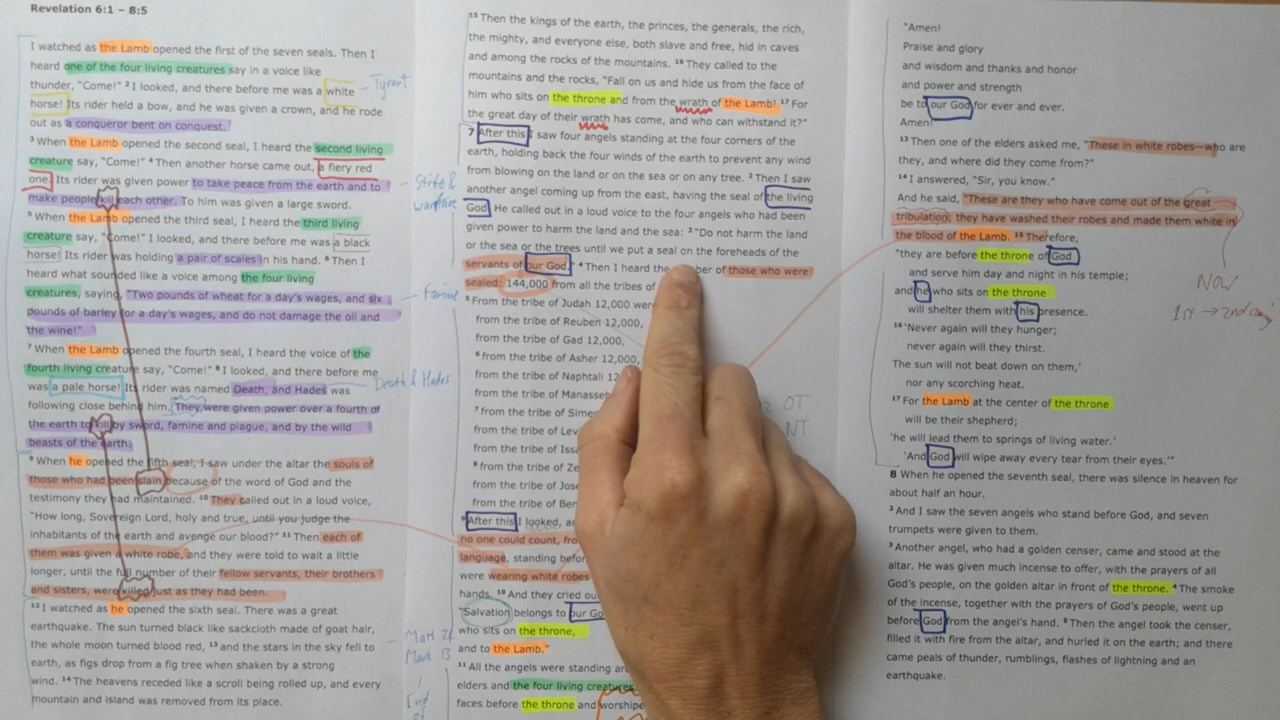 Revelation 6:1 – 8:5
I watched as the Lamb opened the first of the seven seals. Then I
heard one of the four living creatures say in a voice like
thunder, "Come!" 2 I looked, and there before me was a white
horse! Its rider held a bow, and he was given a crown, and he rode
out as a conqueror bent on conquest.
Tyrant
3 When the Lamb opened the second seal, I heard the second living
creature say, "Come!" 4 Then another horse came out, a fiery red
one. Its rider was given power to take peace from the earth and to
make people kill each other. To him was given a large sword.
Strife &
warfare
5 When the Lamb opened the third seal, I heard the third living
creature say, "Come!" I looked, and there before me was a black
horse! Its rider was holding a pair of scales in his hand. 6 Then I
heard what sounded like a voice among the four living
creatures, saying, "Two pounds of wheat for a day's wages, and six
pounds of barley for a day's wages, and do not damage the oil and
the wine!"
Famine
7 When the Lamb opened the fourth seal, I heard the voice of the
fourth living creature say, "Come!" 8 I looked, and there before me
was a pale horse! Its rider was named Death, and Hades was
following close behind him. They were given power over a fourth of
the earth to kill by sword, famine and plague, and by the wild
beasts of the earth.
Death & Hades
9 When he opened the fifth seal, I saw under the altar the souls of
those who had been slain because of the word of God and the
testimony they had maintained. 10 They called out in a loud voice,
"How long, Sovereign Lord, holy and true, until you judge the
inhabitants of the earth and avenge our blood?" 11 Then each of
them was given a white robe, and they were told to wait a little
longer, until the full number of their fellow servants, their brothers
and sisters, were killed just as they had been.
12 I watched as he opened the sixth seal. There was a great
earthquake. The sun turned black like sackcloth made of goat hair,
the whole moon turned blood red, 13 and the stars in the sky fell to
earth, as figs drop from a fig tree when shaken by a strong
wind. 14 The heavens receded like a scroll being rolled up, and every
mountain and island was removed from its place.
Matt 24
Mark 13
End
of
15 Then the kings of the earth, the princes, the generals, the rich,
the mighty, and everyone else, both slave and free, hid in caves
and among the rocks of the mountains. 16 They called to the
mountains and the rocks, "Fall on us and hide us from the face of
him who sits on the throne and from the wrath of the Lamb! 17 For
the great day of their wrath has come, and who can withstand it?"
7 After this I saw four angels standing at the four corners of the
earth, holding back the four winds of the earth to prevent any wind
from blowing on the land or on the sea or on any tree. 2 Then I saw
another angel coming up from the east, having the seal of the living
God. He called out in a loud voice to the four angels who had been
given power to harm the land and the sea: 3 "Do not harm the land
or the sea or the trees until we put a seal on the foreheads of the
servants of our God." 4 Then I heard the ber of those who were
sealed: 144,000 from all the tribes of
5 From the tribe of Judah 12,000 were
from the tribe of Reuben 12,000,
from the tribe of Gad 12,000,
6 from the tribe of Asher 12,000,
from the tribe of Naphtali 12
from the tribe of Manasseh
7 from the tribe of Simeo
from the tribe of Levi
from the tribe of Issa
8 from the tribe of Ze
from the tribe of Jose
from the tribe of Ben
12 OT
NT
9 After this I looked, an
no one could count, fro
language, standing befo
were wearing white robes
hands. 10 And they cried ou
"Salvation belongs to our Go
who sits on the throne,
and to the Lamb."
11 All the angels were standing ar
elders and the four living creatures.
faces before the throne and worshipe
"Amen!
Praise and glory
and wisdom and thanks and honor
and power and strength
be to our God for ever and ever.
Amen!"
13 Then one of the elders asked me, "These in white robes—who are
they, and where did they come from?"
14 I answered, "Sir, you know."
And he said, "These are they who have come out of the great
tribulation; they have washed their robes and made them white in
the blood of the Lamb. 15 Therefore,
"they are before the throne of God
and serve him day and night in his temple;
and he who sits on the throne
will shelter them with his presence.
NOW
1st → 2nd coming
16 'Never again will they hunger;
never again will they thirst.
The sun will not beat down on them,'
nor any scorching heat.
17 For the Lamb at the center of the throne
will be their shepherd;
'he will lead them to springs of living water.'
'And God will wipe away every tear from their eyes.'"
8 When he opened the seventh seal, there was silence in heaven for
about half an hour.
2 And I saw the seven angels who stand before God, and seven
trumpets were given to them.
3 Another angel, who had a golden censer, came and stood at the
altar. He was given much incense to offer, with the prayers of all
God's people, on the golden altar in front of the throne. 4 The smoke
of the incense, together with the prayers of God's people, went up
before God from the angel's hand. 5 Then the angel took the censer,
filled it with fire from the altar, and hurled it on the earth; and there
came peals of thunder, rumblings, flashes of lightning and an
earthquake.